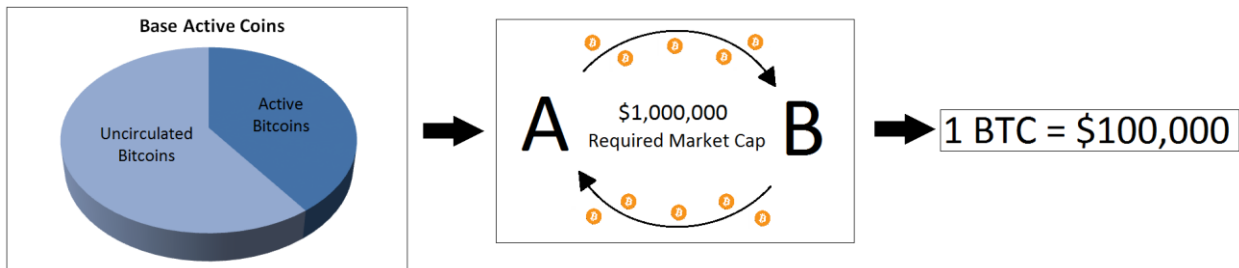 Base Active Coins
Uncirculated
Bitcoins
Active
Bitcoins
A
$1,000,000
Required Market Cap
B
1 BTC = $100,000